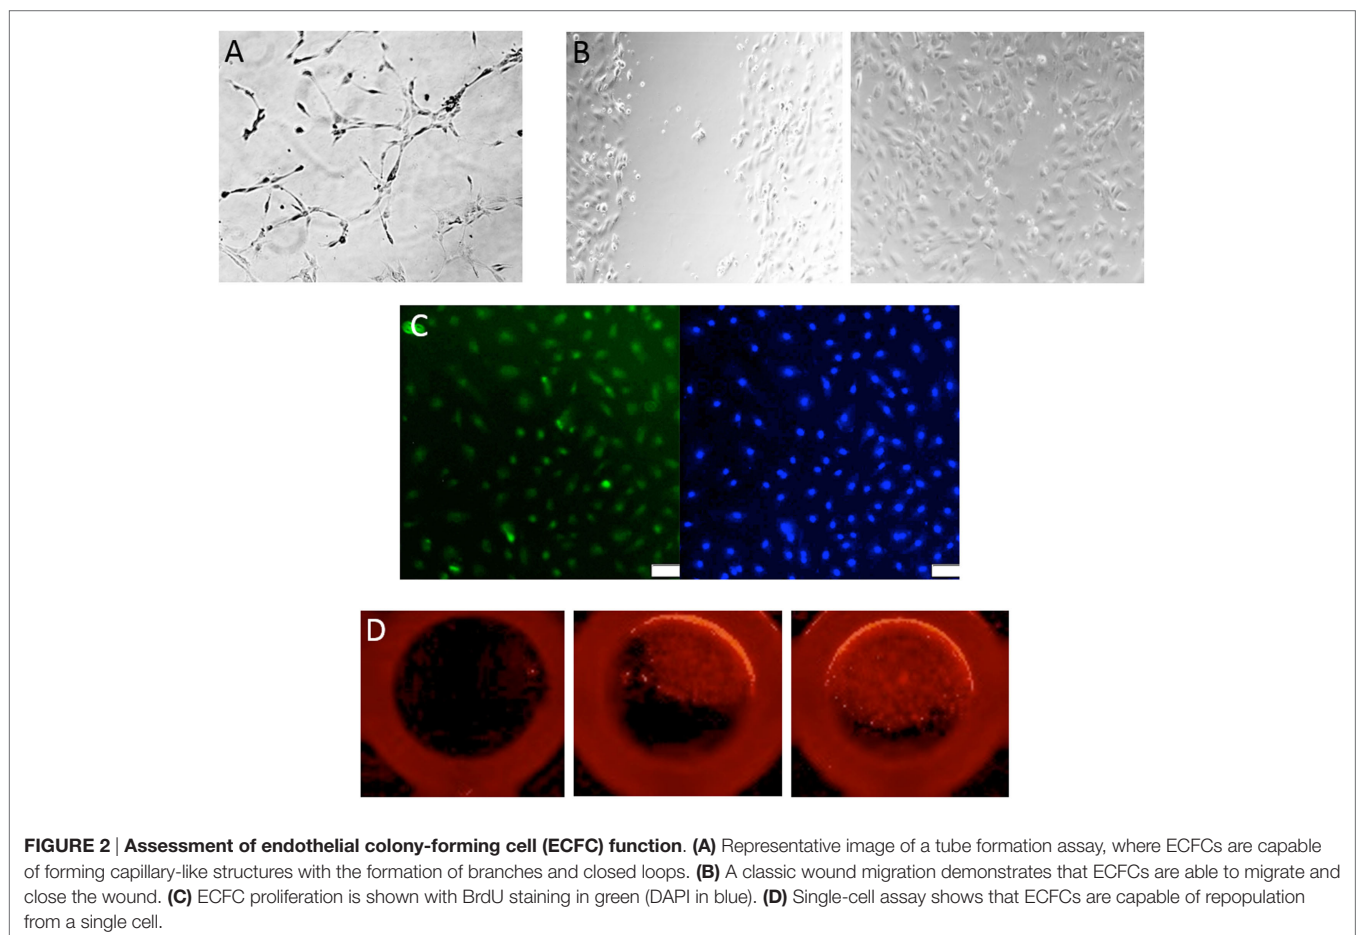 A
B
C
D
FIGURE 2 | Assessment of endothelial colony-forming cell (ECFC) function. (A) Representative image of a tube formation assay, where ECFCs are capable
of forming capillary-like structures with the formation of branches and closed loops. (B) A classic wound migration demonstrates that ECFCs are able to migrate and
close the wound. (C) ECFC proliferation is shown with BrdU staining in green (DAPI in blue). (D) Single-cell assay shows that ECFCs are capable of repopulation
from a single cell.